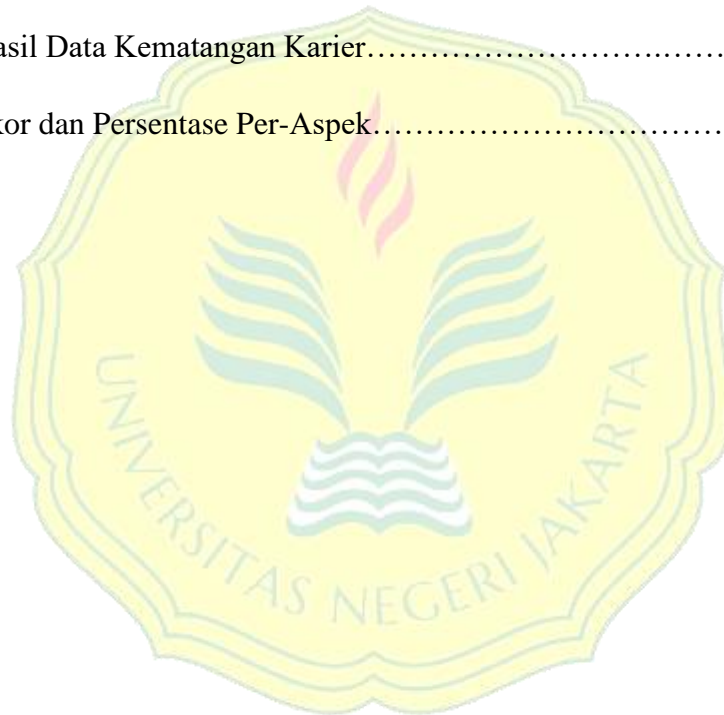 asil Data Kematangan Karier……………………….……
kor dan Persentase Per-Aspek……………………………
UNIVERSITAS NEGERI JAKARTA